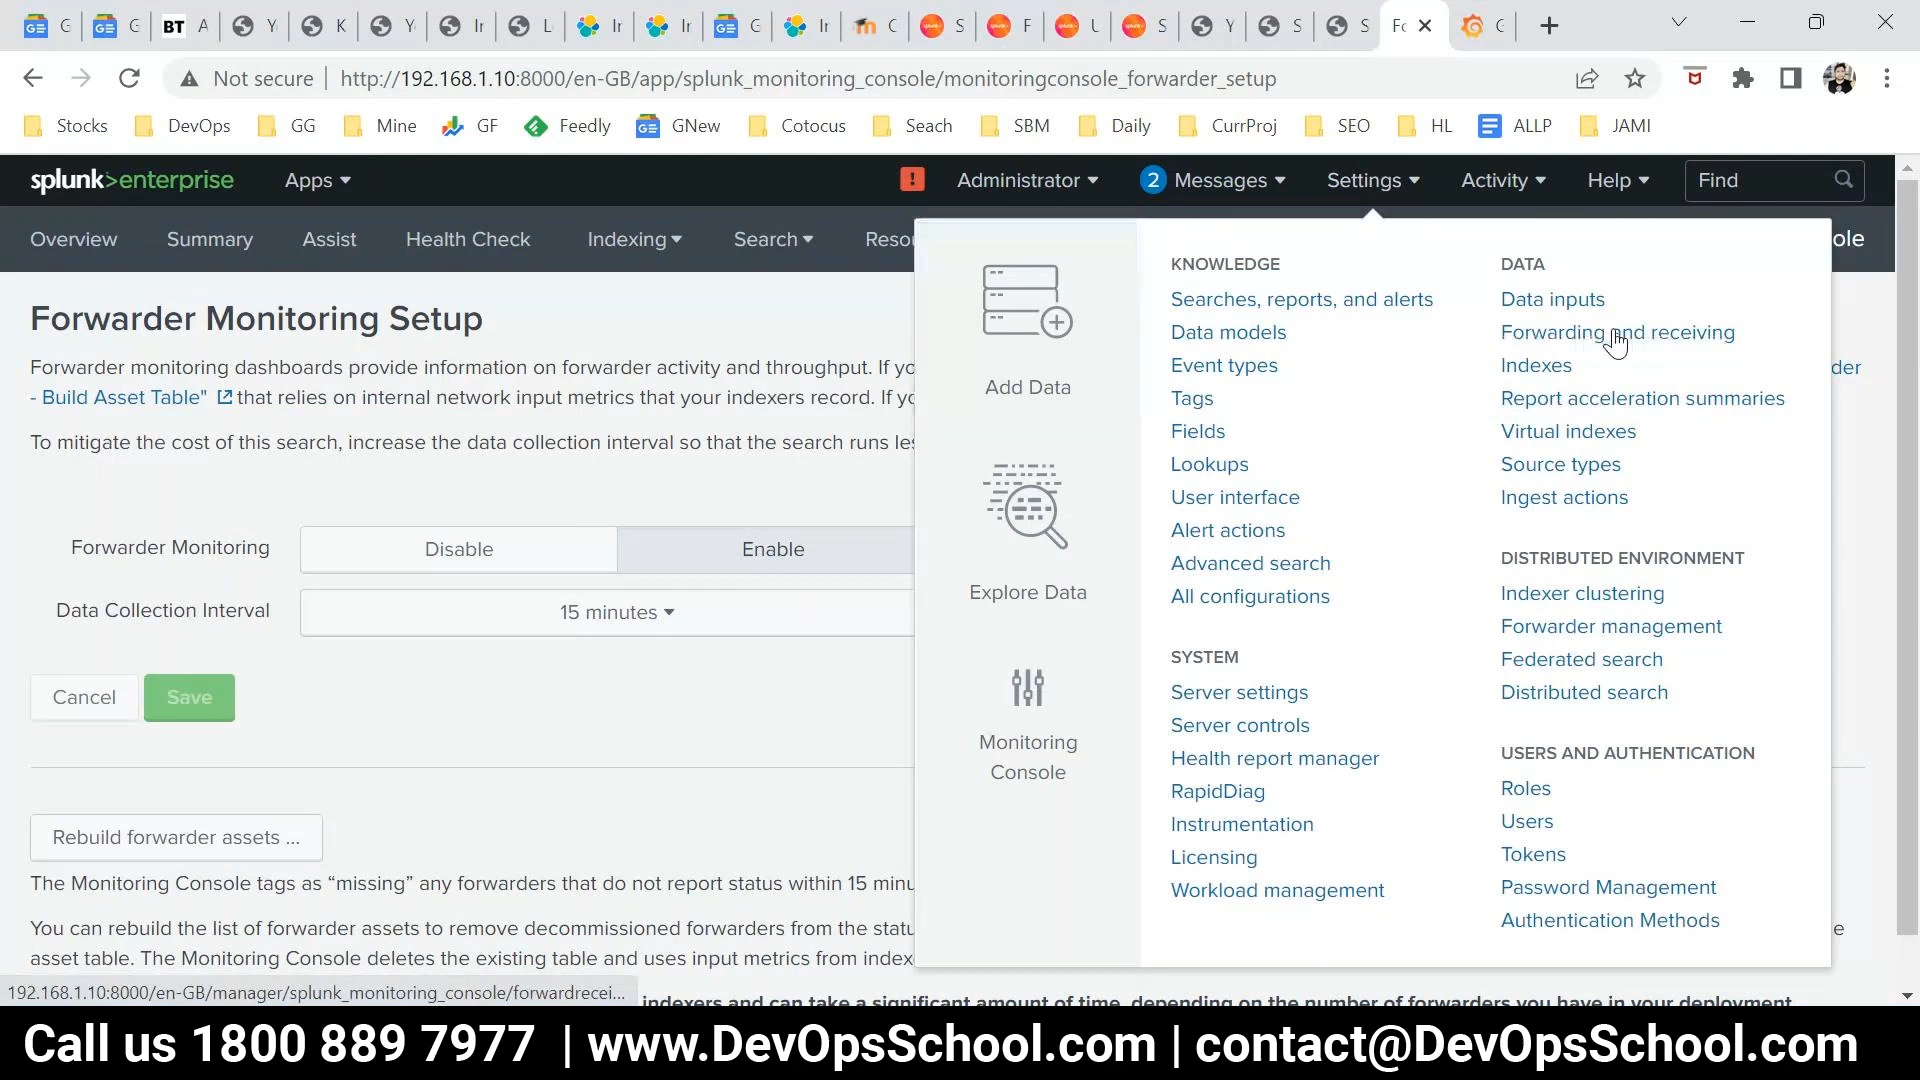 G
G
BT A
Y
K
Y
Ir
L
Ir
Ir
G
Ir
C
S
F
L
S
Y
S
S
Fc
C
Not secure
http://192.168.1.10:8000/en-GB/app/splunk_monitoring_console/monitoringconsole_forwarder_setup
Stocks DevOps GG Mine GF Feedly GNew Cotocus Seach SBM Daily CurrProj SEO HL ALLP JAMI
splunk>enterprise Apps ! Administrator 2 Messages Settings Activity Help Find
Overview Summary Assist Health Check Indexing Search Reso ole
Forwarder Monitoring Setup
Forwarder monitoring dashboards provide information on forwarder activity and throughput. If yo der
- Build Asset Table" that relies on internal network input metrics that your indexers record. If yo
To mitigate the cost of this search, increase the data collection interval so that the search runs les
Forwarder Monitoring Disable Enable
Data Collection Interval 15 minutes
Cancel Save
Rebuild forwarder assets ...
The Monitoring Console tags as “missing” any forwarders that do not report status within 15 minu
You can rebuild the list of forwarder assets to remove decommissioned forwarders from the statu e
asset table. The Monitoring Console deletes the existing table and uses input metrics from index
indexers and can take a significant amount of time, depending on the number of forwarders you have in your deployment
Add Data
Explore Data
Monitoring
Console
KNOWLEDGE
Searches, reports, and alerts
Data models
Event types
Tags
Fields
Lookups
User interface
Alert actions
Advanced search
All configurations
SYSTEM
Server settings
Server controls
Health report manager
RapidDiag
Instrumentation
Licensing
Workload management
DATA
Data inputs
Forwarding and receiving
Indexes
Report acceleration summaries
Virtual indexes
Source types
Ingest actions
DISTRIBUTED ENVIRONMENT
Indexer clustering
Forwarder management
Federated search
Distributed search
USERS AND AUTHENTICATION
Roles
Users
Tokens
Password Management
Authentication Methods
192.168.1.10:8000/en-GB/manager/splunk_monitoring_console/forwardrecei...
Call us 1800 889 7977 | www.DevOpsSchool.com | contact@DevOpsSchool.com